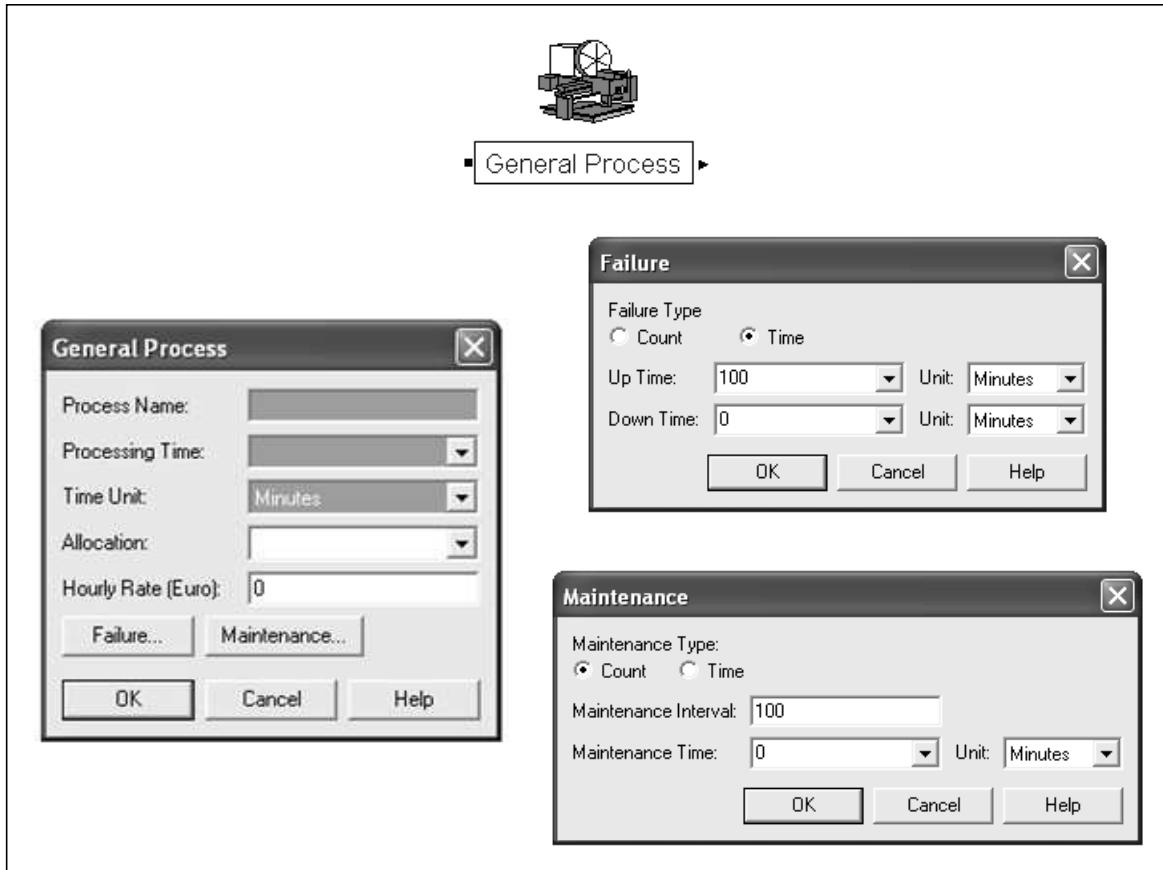 General Process
Failure
Failure Type
Count Time
Up Time: 100 Unit: Minutes
Down Time: 0 Unit: Minutes
OK Cancel Help
General Process
Process Name:
Processing Time:
Time Unit: Minutes
Allocation:
Hourly Rate (Euro): 0
Failure... Maintenance...
OK Cancel Help
Maintenance
Maintenance Type:
Count Time
Maintenance Interval: 100
Maintenance Time: 0 Unit: Minutes
OK Cancel Help